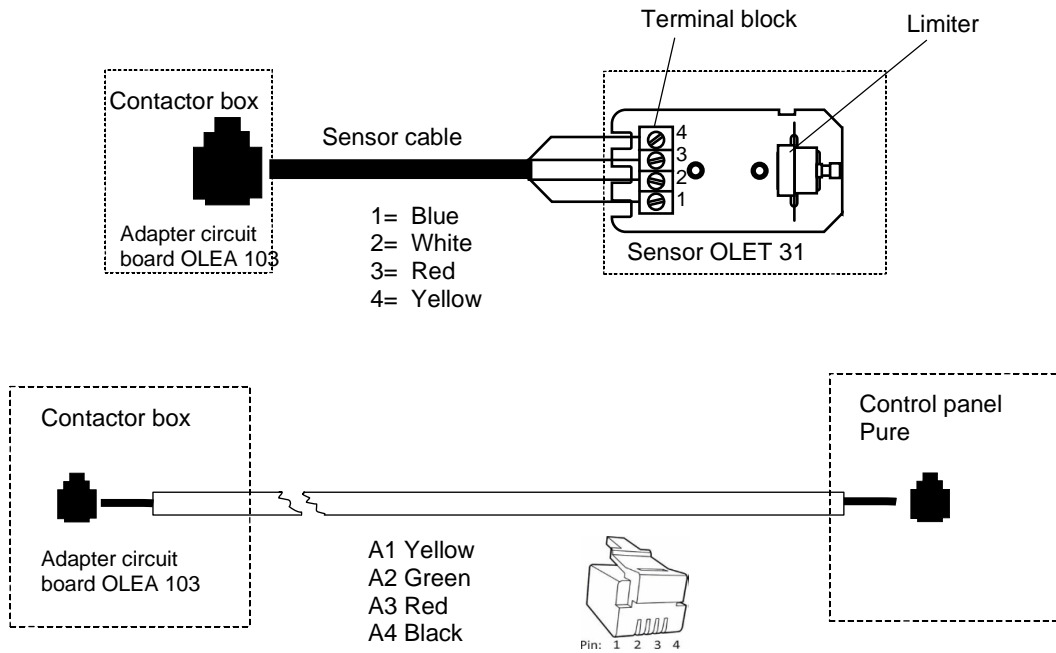 Terminal block
Limiter
Contactor box
Sensor cable
4
3
2
1
1= Blue
2= White
3= Red
4= Yellow
Adapter circuit
board OLEA 103
Sensor OLET 31
Contactor box
Control panel
Pure
Adapter circuit
board OLEA 103
A1 Yellow
A2 Green
A3 Red
A4 Black
Pin: 1 2 3 4